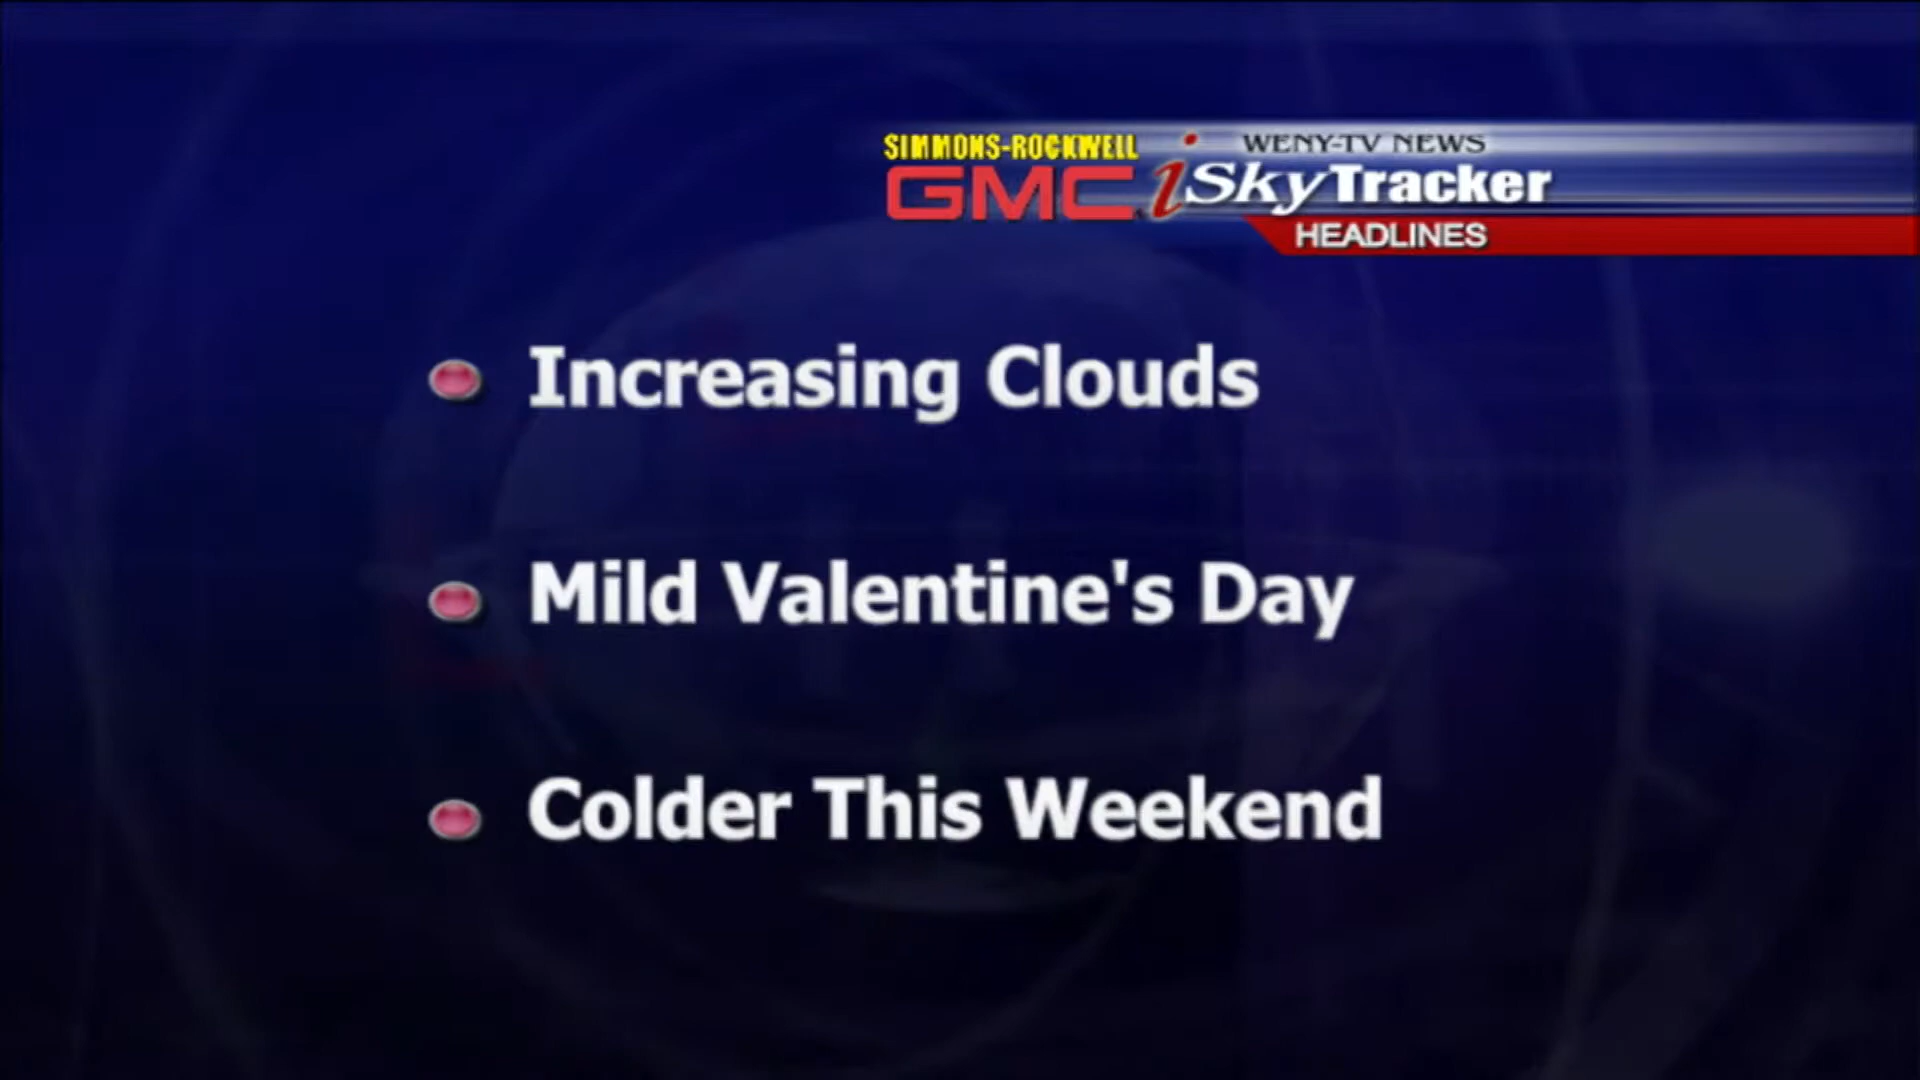 SIMMONS-ROCKWELL
GMC
WENY-TV NEWS
iSkyTracker
HEADLINES
Increasing Clouds
Mild Valentine's Day
Colder This Weekend